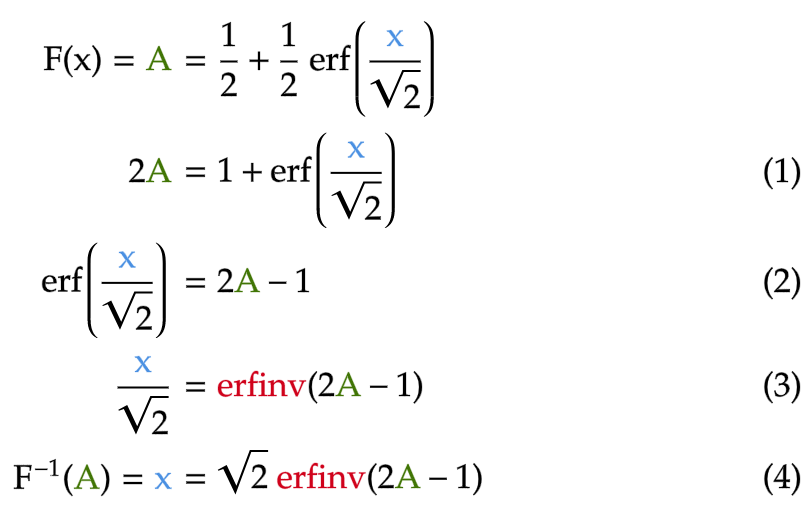 F(x) = A = 1/2 + 1/2 erf(x/√2)
2A = 1 + erf(x/√2) (1)
erf(x/√2) = 2A − 1 (2)
x/√2 = erfinv(2A − 1) (3)
F⁻¹(A) = x = √2 erfinv(2A − 1) (4)